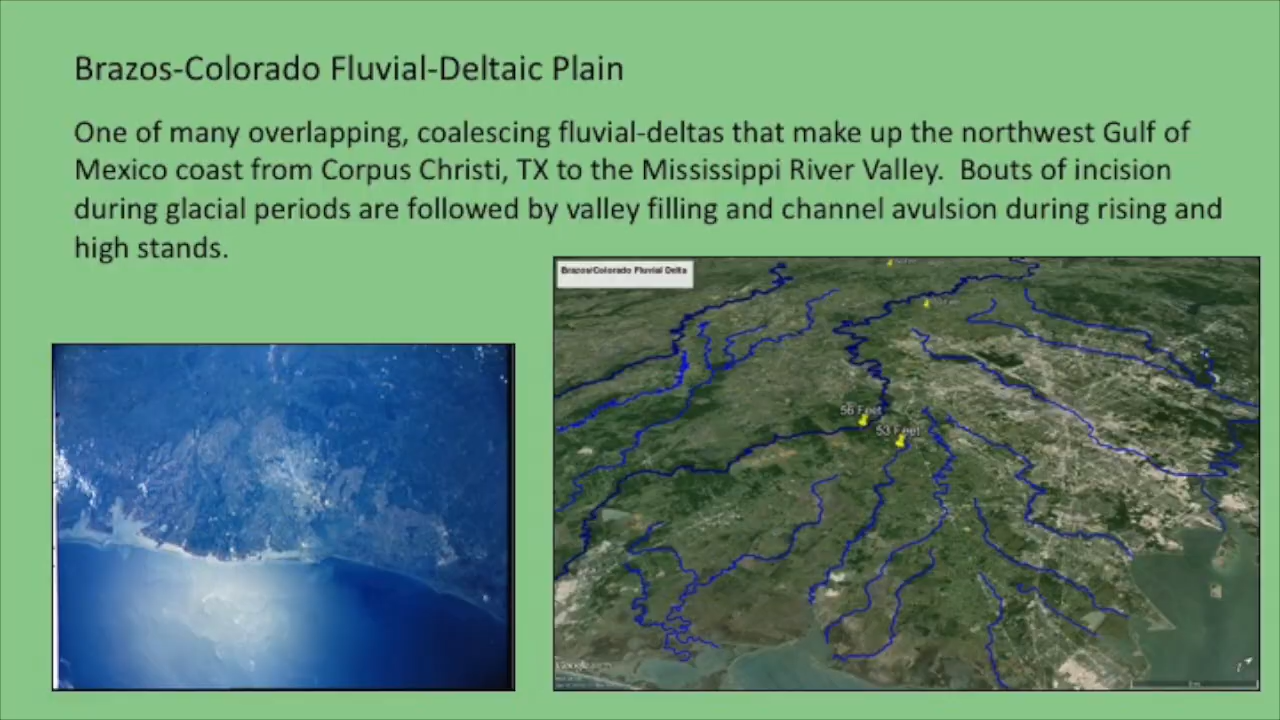 Brazos-Colorado Fluvial-Deltaic Plain
One of many overlapping, coalescing fluvial-deltas that make up the northwest Gulf of
Mexico coast from Corpus Christi, TX to the Mississippi River Valley.  Bouts of incision
during glacial periods are followed by valley filling and channel avulsion during rising and
high stands.
Brazos/Colorado Fluvial Delta
56 Feet
53 Feet
Google